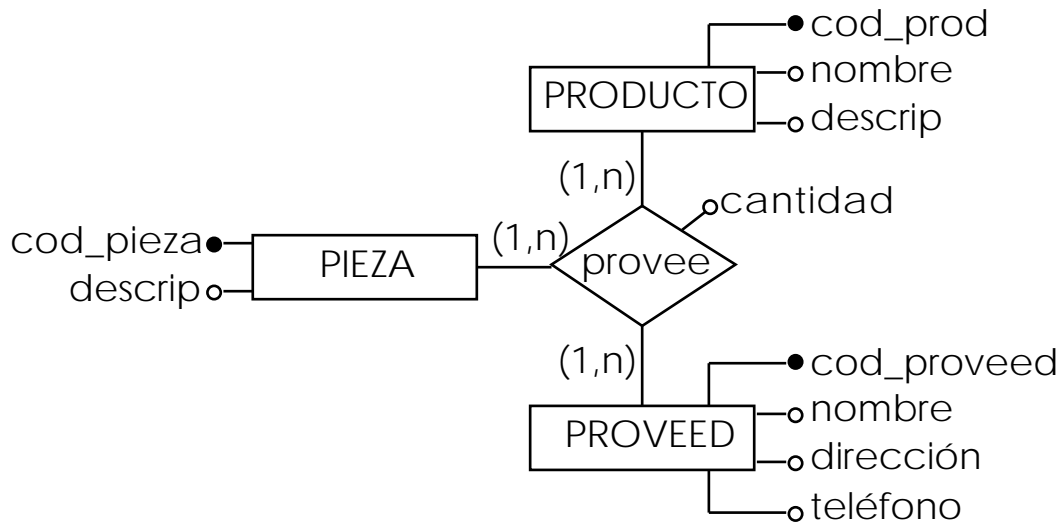 cod_prod
nombre
PRODUCTO
descrip
(1,n)
cantidad
cod_pieza
(1,n)
PIEZA
provee
descrip
(1,n)
cod_proveed
nombre
PROVEED
dirección
teléfono